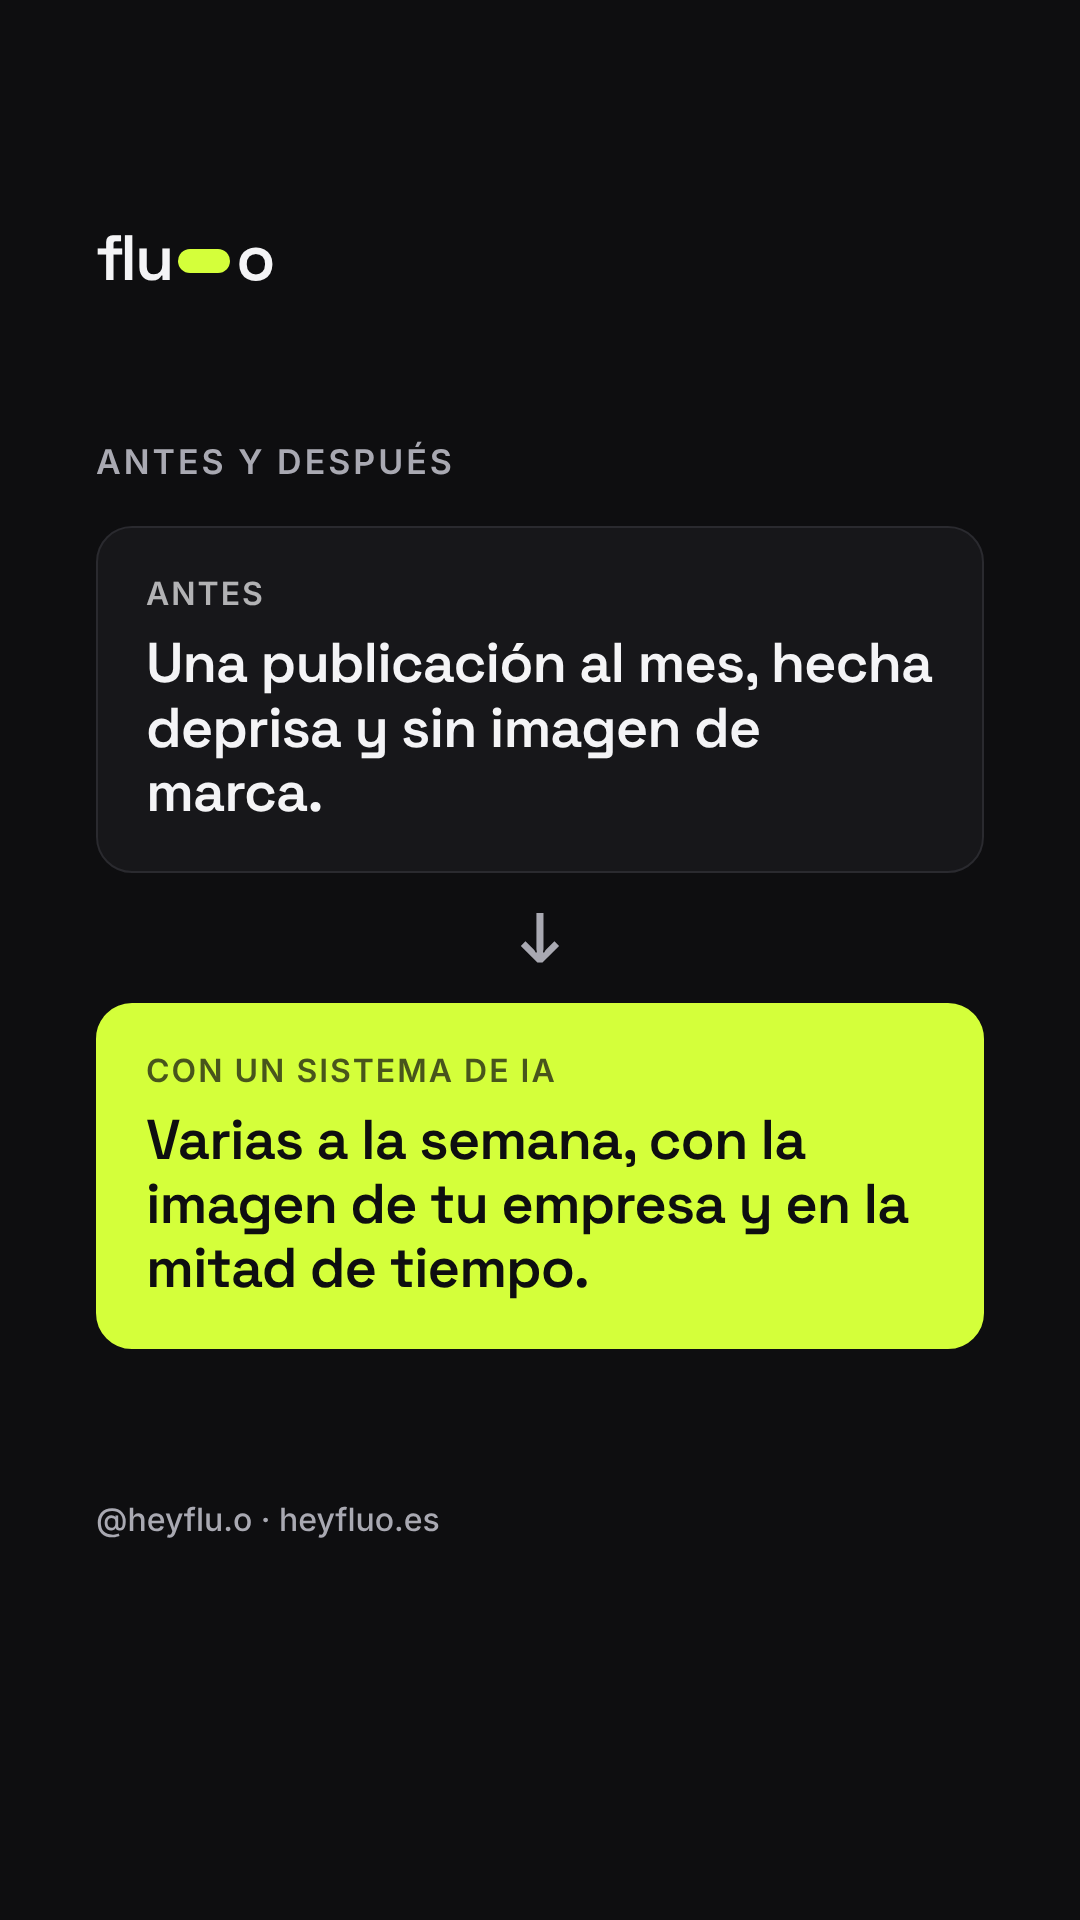 fluo
ANTES Y DESPUÉS
ANTES
Una publicación al mes, hecha
deprisa y sin imagen de
marca.
↓
CON UN SISTEMA DE IA
Varias a la semana, con la
imagen de tu empresa y en la
mitad de tiempo.
@heyflu.o · heyfluo.es